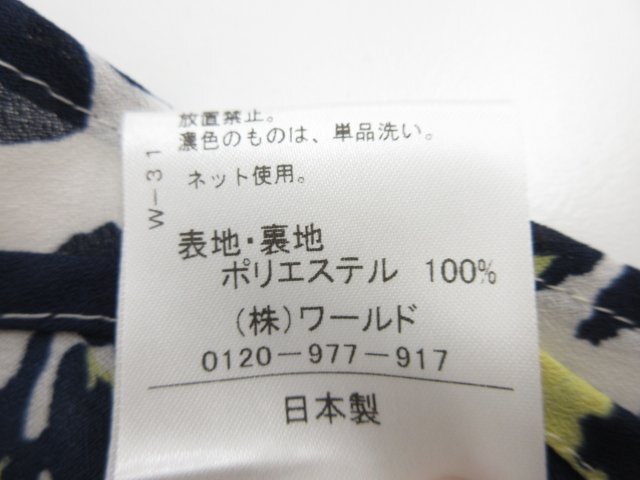 放置禁止。
濃色のものは、単品洗い。
ネット使用。
W-31
表地・裏地
ポリエステル 100%
(株)ワールド
0120-977-917
日本製